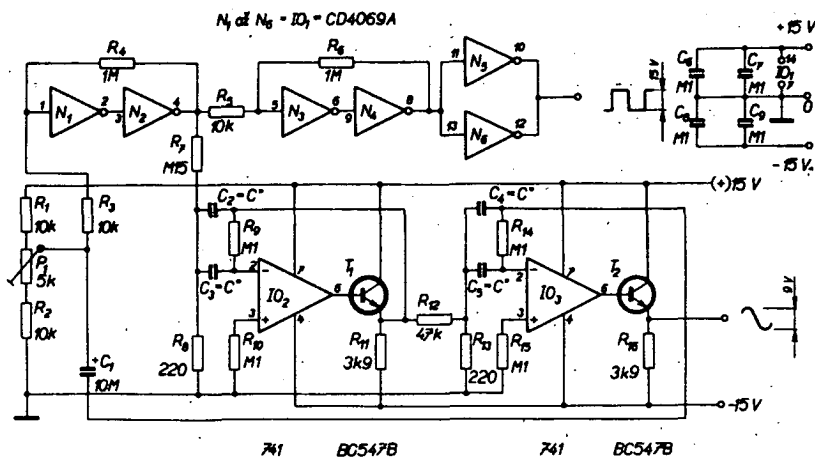 N₁ až N₆ = IO₁ = CD4069A
R₄
1M
R₆
1M
N₁
N₂
N₃
N₄
N₅
N₆
1
2
3
4
5
6
9
8
11
10
13
12
R₅
10k
R₇
M15
15 V
+15 V
C₆
M1
C₇
M1
14
IO₁
7
0
C₈
M1
C₉
M1
-15 V
(+)15 V
R₁
10k
R₃
10k
P₁
5k
R₂
10k
+
C₁
10M
C₂=C"
R₉
M1
C₃=C"
2
3
7
4
6
-
+
IO₂
T₁
R₈
220
R₁₀
M1
R₁₁
3k9
R₁₂
47k
C₄=C"
R₁₄
M1
C₅=C"
2
3
7
4
6
-
+
IO₃
T₂
R₁₃
220
R₁₅
M1
R₁₆
3k9
9 V
-15 V
741
BC547B
741
BC547B